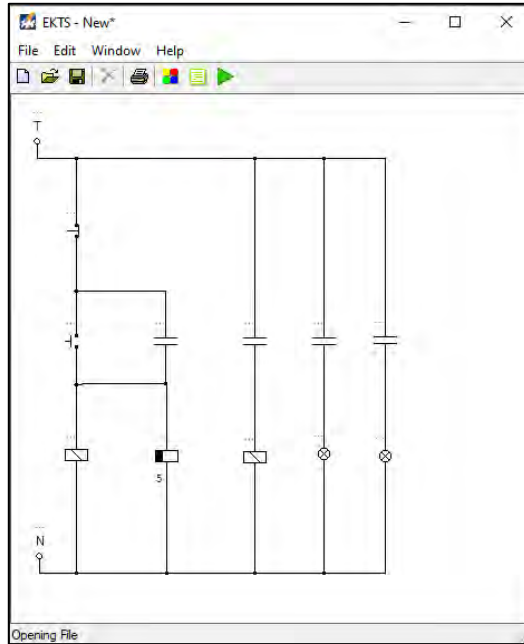 EKTS - New*
File Edit Window Help
T
5
N
Opening File